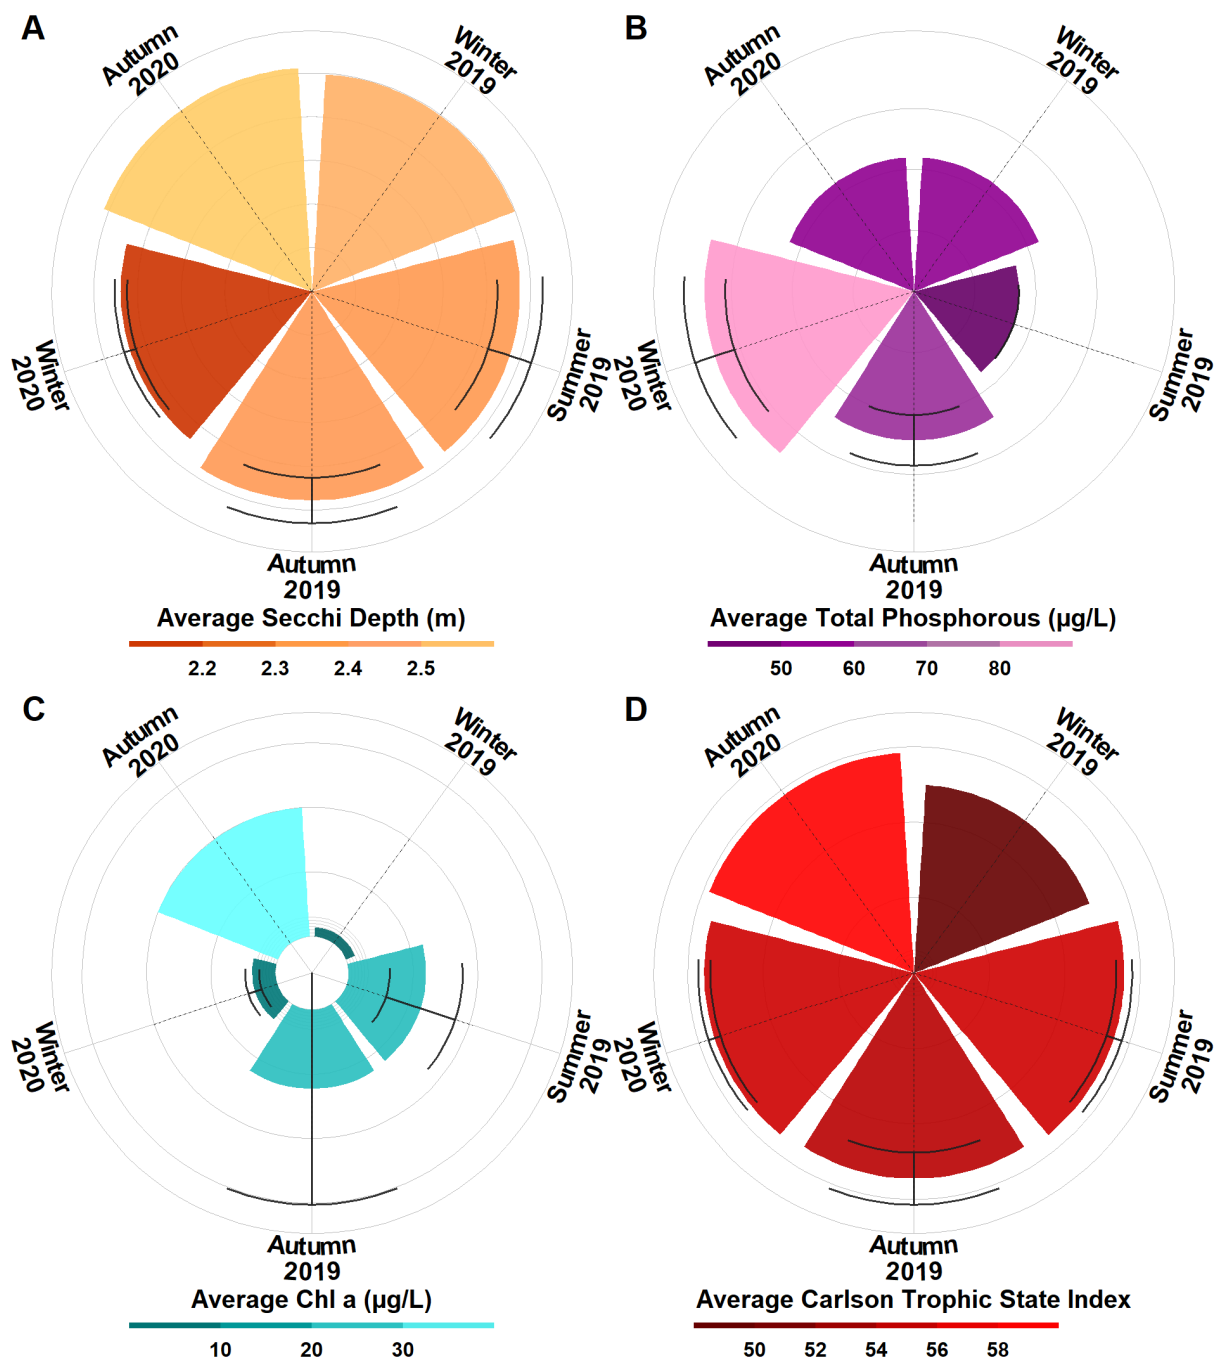 A
Autumn
2020
Winter
2019
Summer
2019
Autumn
2019
Winter
2020
Average Secchi Depth (m)
2.2 2.3 2.4 2.5
B
Autumn
2020
Winter
2019
Summer
2019
Autumn
2019
Winter
2020
Average Total Phosphorous (µg/L)
50 60 70 80
C
Autumn
2020
Winter
2019
Summer
2019
Autumn
2019
Winter
2020
Average Chl a (µg/L)
10 20 30
D
Autumn
2020
Winter
2019
Summer
2019
Autumn
2019
Winter
2020
Average Carlson Trophic State Index
50 52 54 56 58